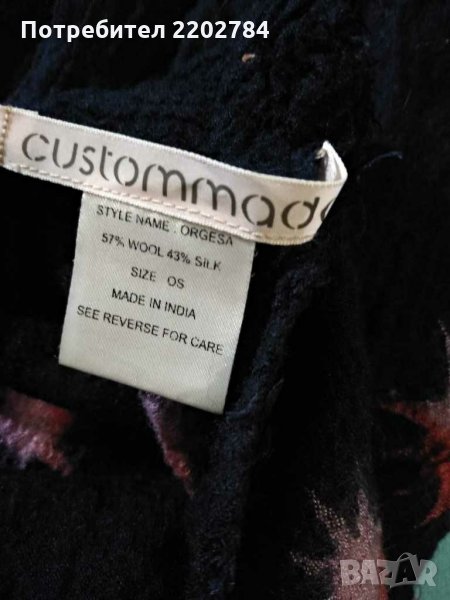 Потребител 2202784
custommade
STYLE NAME : ORGESA
57% WOOL 43% SILK
SIZE OS
MADE IN INDIA
SEE REVERSE FOR CARE
BAZAR